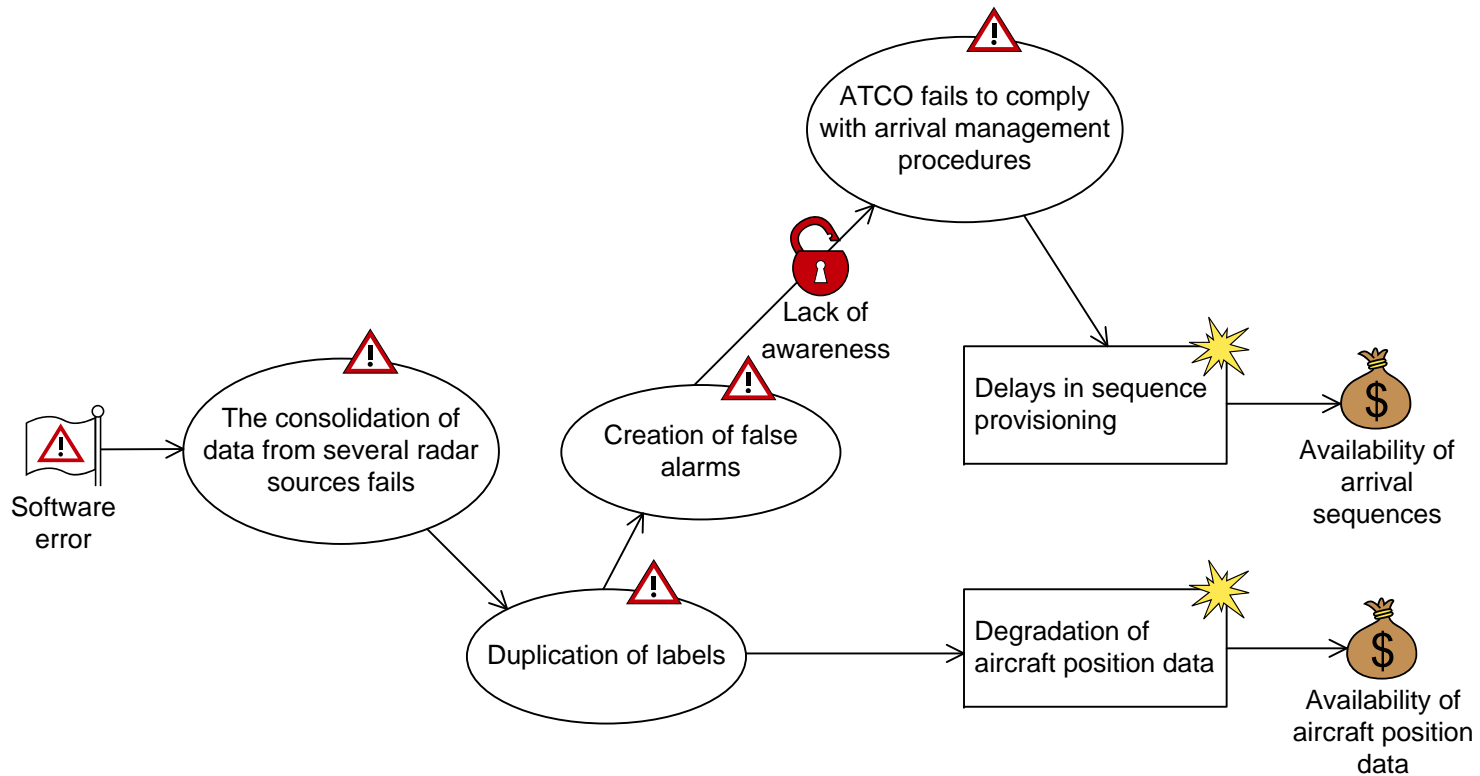 ATCO fails to comply
with arrival management
procedures
Lack of
awareness
Delays in sequence
provisioning
$
Availability of
arrival
sequences
The consolidation of
data from several radar
sources fails
Creation of false
alarms
Software
error
Duplication of labels
Degradation of
aircraft position data
$
Availability of
aircraft position
data